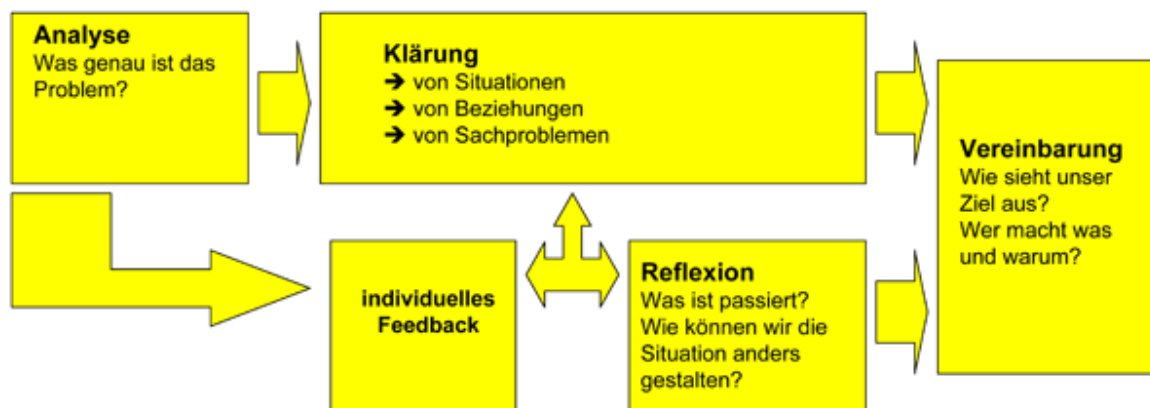 Analyse
Was genau ist das
Problem?
Klärung
➔ von Situationen
➔ von Beziehungen
➔ von Sachproblemen
Vereinbarung
Wie sieht unser
Ziel aus?
Wer macht was
und warum?
individuelles
Feedback
Reflexion
Was ist passiert?
Wie können wir die
Situation anders
gestalten?